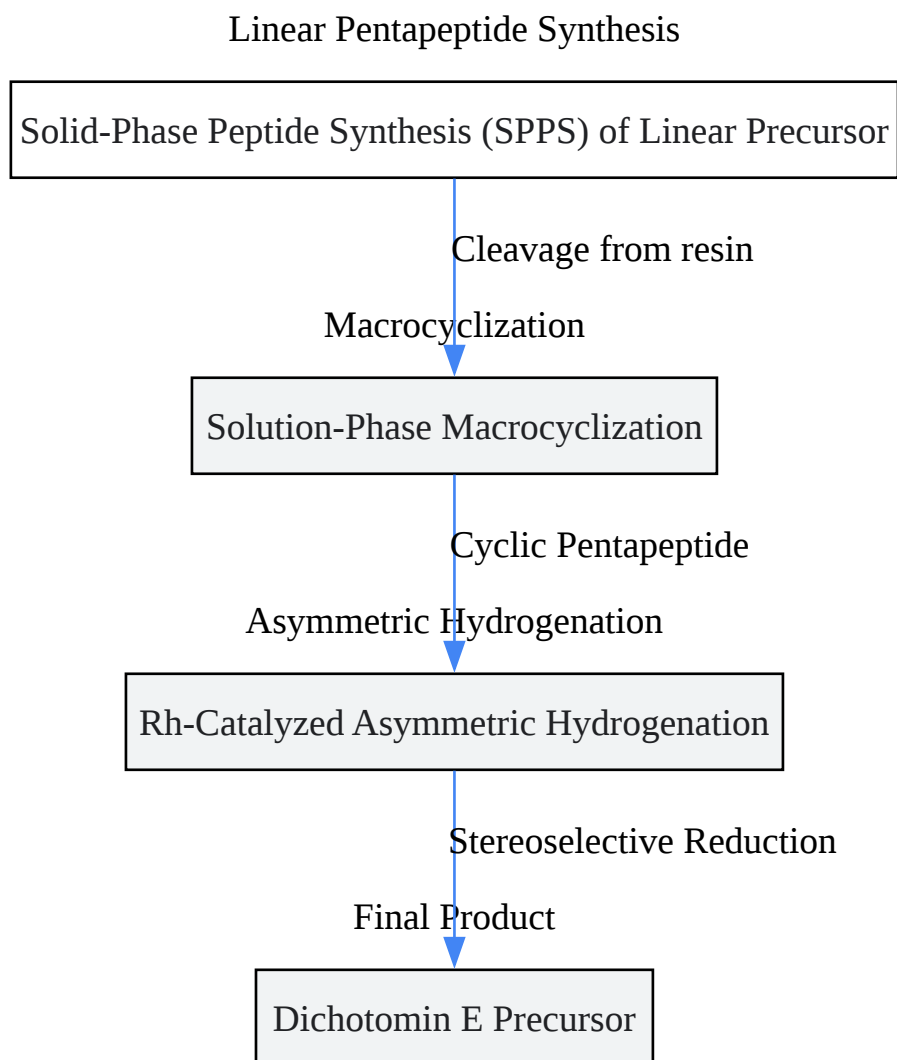 Linear Pentapeptide Synthesis
Solid-Phase Peptide Synthesis (SPPS) of Linear Precursor
Cleavage from resin
Macrocyclization
Solution-Phase Macrocyclization
Cyclic Pentapeptide
Asymmetric Hydrogenation
Rh-Catalyzed Asymmetric Hydrogenation
Stereoselective Reduction
Final Product
Dichotomin E Precursor